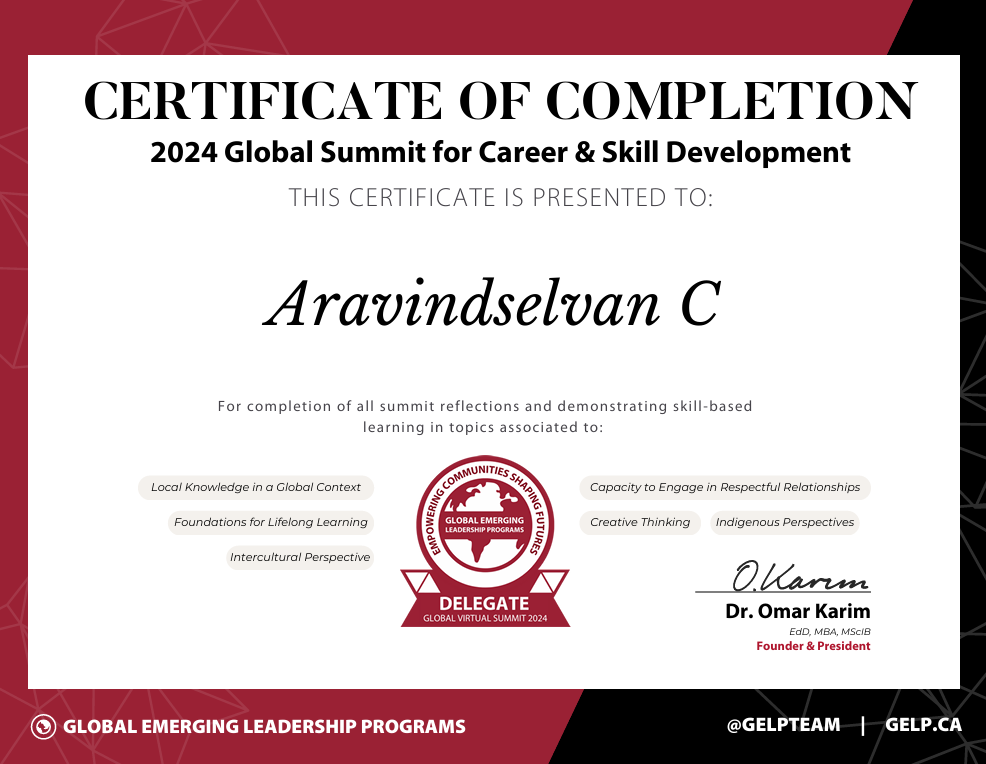 CERTIFICATE OF COMPLETION
2024 Global Summit for Career & Skill Development
THIS CERTIFICATE IS PRESENTED TO:
Aravindselvan C
For completion of all summit reflections and demonstrating skill-based
learning in topics associated to:
Local Knowledge in a Global Context
Foundations for Lifelong Learning
Intercultural Perspective
EMPOWERING COMMUNITIES SHAPING FUTURES
GLOBAL EMERGING
LEADERSHIP PROGRAMS
DELEGATE
GLOBAL VIRTUAL SUMMIT 2024
Capacity to Engage in Respectful Relationships
Creative Thinking
Indigenous Perspectives
O.Karim
Dr. Omar Karim
EdD, MBA, MScIB
Founder & President
GLOBAL EMERGING LEADERSHIP PROGRAMS
@GELPTEAM | GELP.CA